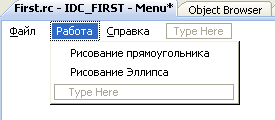 First.rc - IDC_FIRST - Menu* Object Browser
Файл Работа Справка Type Here
Рисование прямоугольника
Рисование Эллипса
Type Here